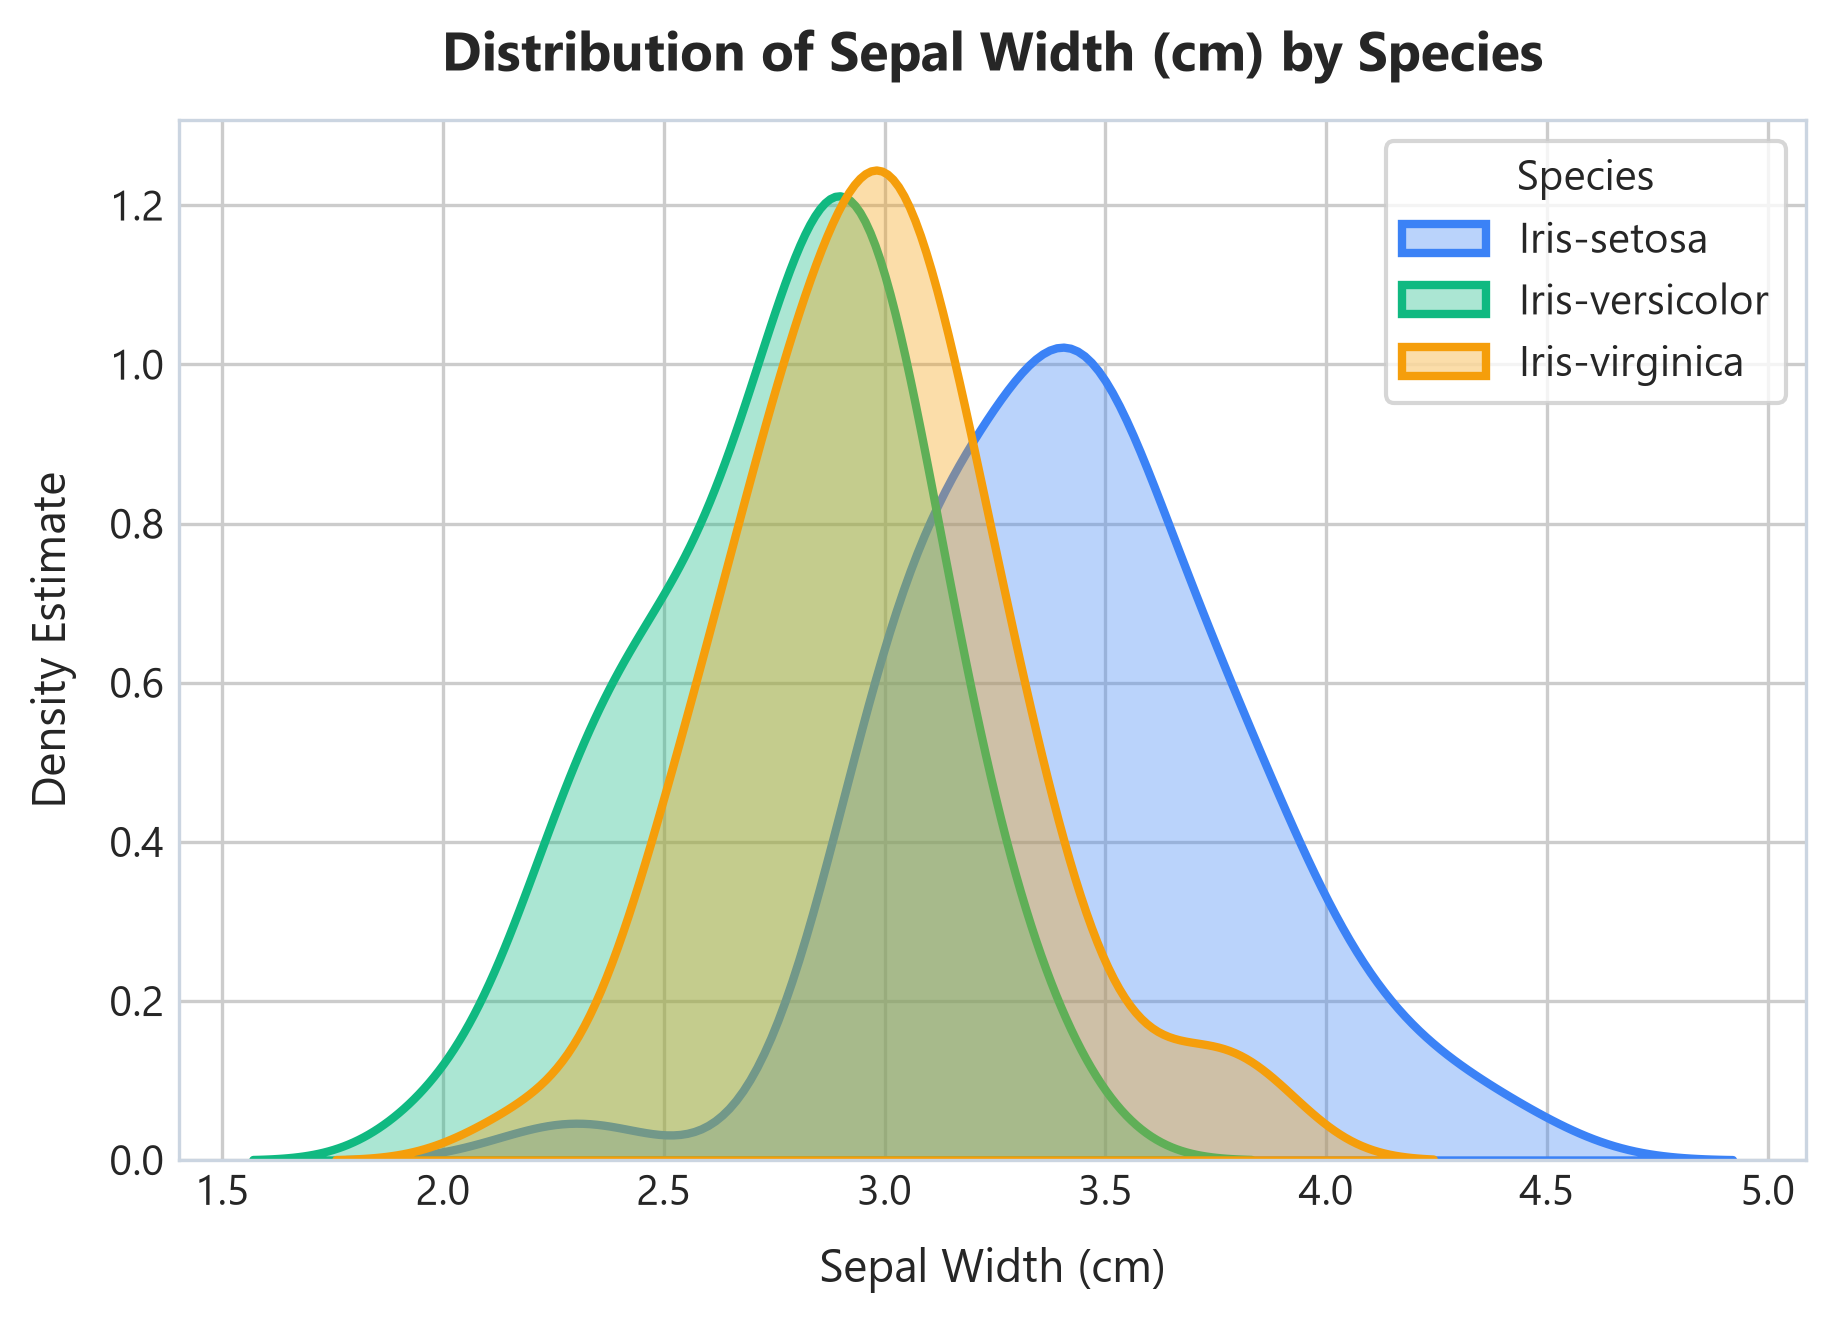 Distribution of Sepal Width (cm) by Species
Species
Iris-setosa
Iris-versicolor
Iris-virginica
Density Estimate
1.2
1.0
0.8
0.6
0.4
0.2
0.0
1.5 2.0 2.5 3.0 3.5 4.0 4.5 5.0
Sepal Width (cm)